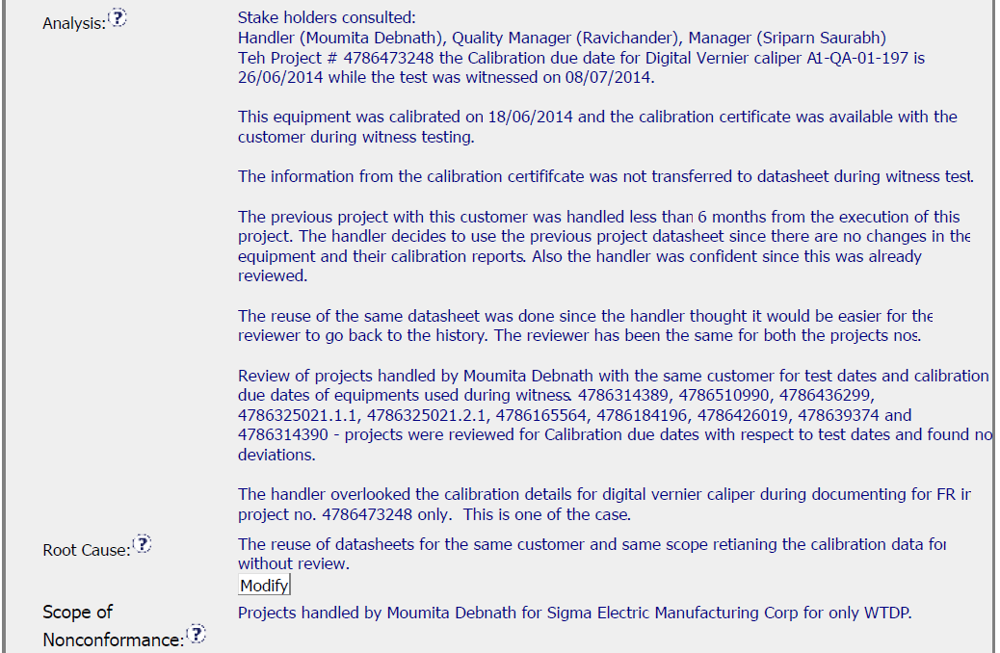 Analysis: ?
Stake holders consulted:
Handler (Moumita Debnath), Quality Manager (Ravichander), Manager (Sriparn Saurabh)
Teh Project # 4786473248 the Calibration due date for Digital Vernier caliper A1-QA-01-197 is
26/06/2014 while the test was witnessed on 08/07/2014.
This equipment was calibrated on 18/06/2014 and the calibration certificate was available with the
customer during witness testing.
The information from the calibration certififcate was not transferred to datasheet during witness test.
The previous project with this customer was handled less than 6 months from the execution of this
project. The handler decides to use the previous project datasheet since there are no changes in the
equipment and their calibration reports. Also the handler was confident since this was already
reviewed.
The reuse of the same datasheet was done since the handler thought it would be easier for the
reviewer to go back to the history. The reviewer has been the same for both the projects nos.
Review of projects handled by Moumita Debnath with the same customer for test dates and calibration
due dates of equipments used during witness. 4786314389, 4786510990, 4786436299,
4786325021.1.1, 4786325021.2.1, 4786165564, 4786184196, 4786426019, 478639374 and
4786314390 - projects were reviewed for Calibration due dates with respect to test dates and found no
deviations.
The handler overlooked the calibration details for digital vernier caliper during documenting for FR in
project no. 4786473248 only. This is one of the case.
Root Cause: ?
The reuse of datasheets for the same customer and same scope retianing the calibration data for
without review.
Modify
Scope of
Nonconformance: ?
Projects handled by Moumita Debnath for Sigma Electric Manufacturing Corp for only WTDP.